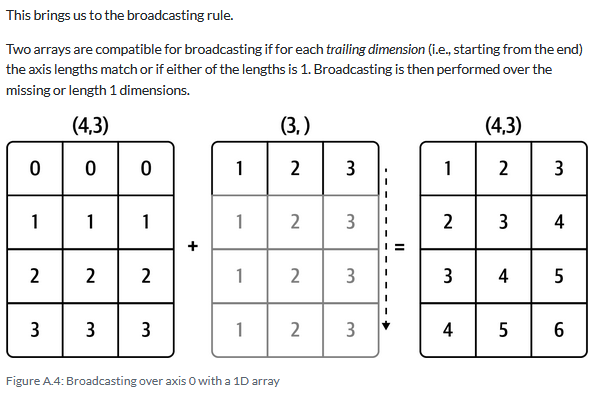 This brings us to the broadcasting rule.
Two arrays are compatible for broadcasting if for each trailing dimension (i.e., starting from the end)
the axis lengths match or if either of the lengths is 1. Broadcasting is then performed over the
missing or length 1 dimensions.
(4,3) (3,) (4,3)
0 0 0 1 2 3 1 2 3
1 1 1 1 2 3 2 3 4
+ =
2 2 2 1 2 3 3 4 5
3 3 3 1 2 3 4 5 6
Figure A.4: Broadcasting over axis 0 with a 1D array